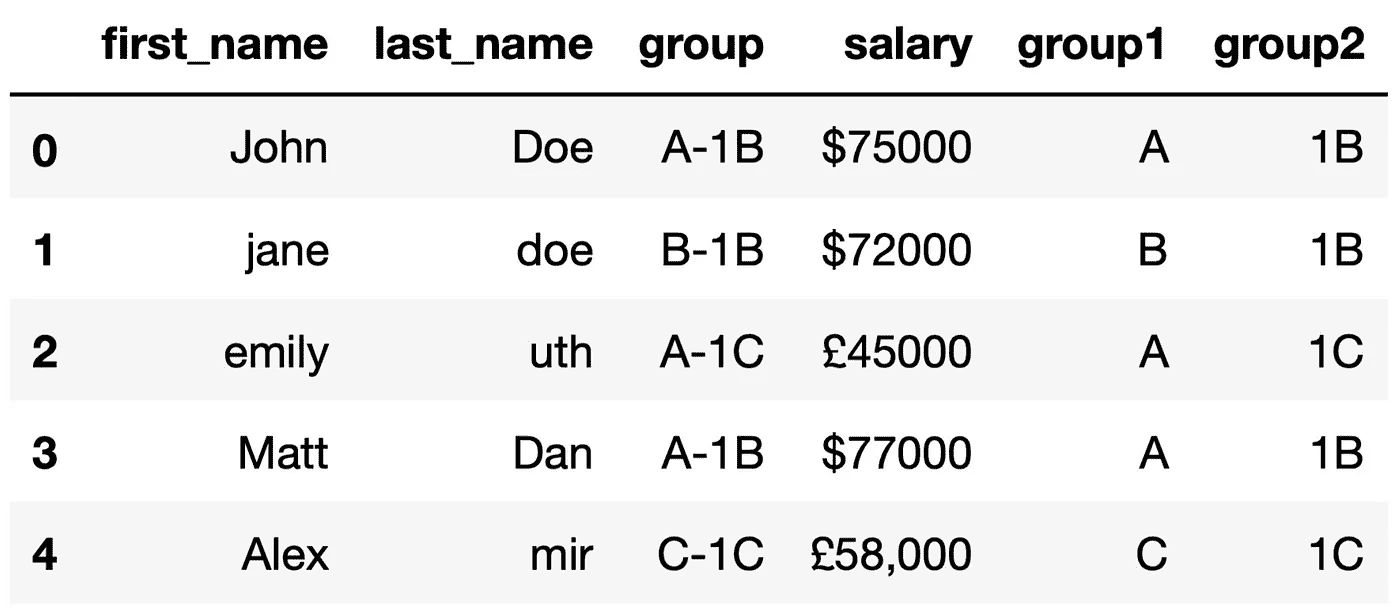 first_name last_name group salary group1 group2
0 John Doe A-1B $75000 A 1B
1 jane doe B-1B $72000 B 1B
2 emily uth A-1C £45000 A 1C
3 Matt Dan A-1B $77000 A 1B
4 Alex mir C-1C £58,000 C 1C